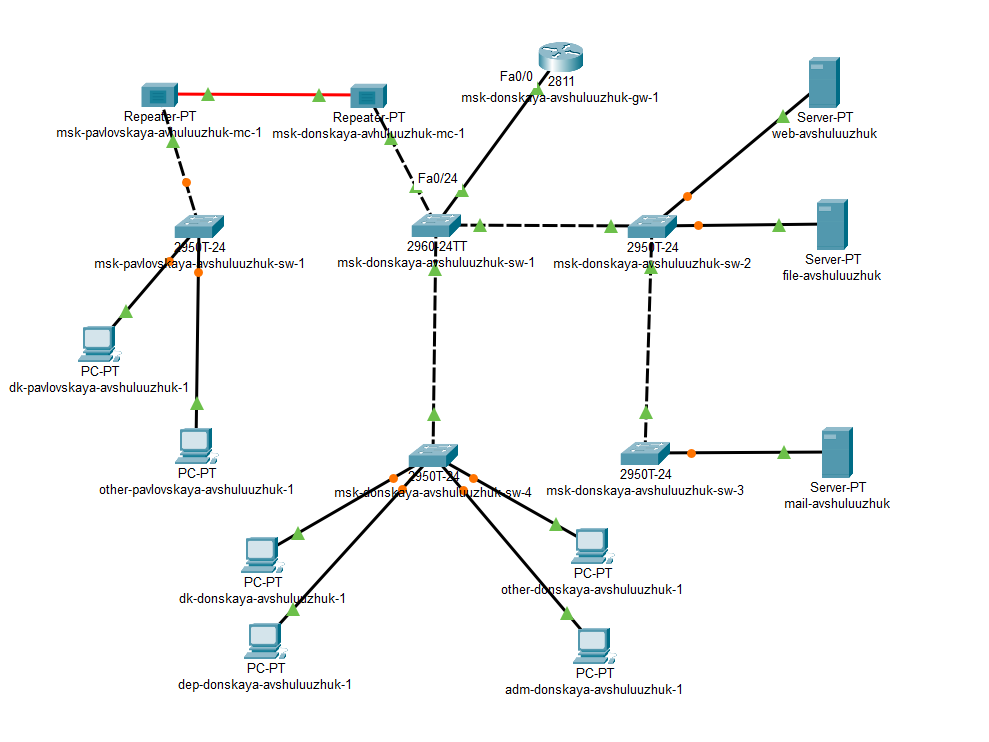 Fa0/0
2811
msk-donskaya-avshuluuzhuk-gw-1
Repeater-PT
msk-pavlovskaya-avhuluuzhuk-mc-1
Repeater-PT
msk-donskaya-avhuluuzhuk-mc-1
Server-PT
web-avshuluuzhuk
Fa0/24
2950T-24
msk-pavlovskaya-avshuluuzhuk-sw-1
2960-24TT
msk-donskaya-avshuluuzhuk-sw-1
2950T-24
msk-donskaya-avshuluuzhuk-sw-2
Server-PT
file-avshuluuzhuk
PC-PT
dk-pavlovskaya-avshuluuzhuk-1
PC-PT
other-pavlovskaya-avshuluuzhuk-1
2950T-24
msk-donskaya-avshuluuzhuk-sw-4
2950T-24
msk-donskaya-avshuluuzhuk-sw-3
Server-PT
mail-avshuluuzhuk
PC-PT
dk-donskaya-avshuluuzhuk-1
PC-PT
other-donskaya-avshuluuzhuk-1
PC-PT
dep-donskaya-avshuluuzhuk-1
PC-PT
adm-donskaya-avshuluuzhuk-1